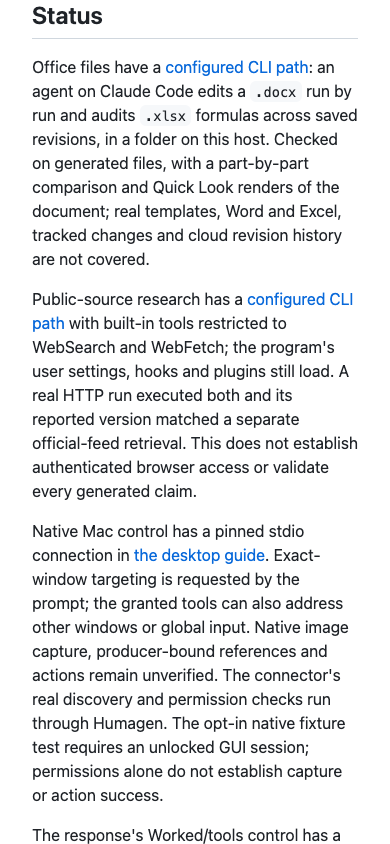 Status
Office files have a configured CLI path: an
agent on Claude Code edits a .docx run by
run and audits .xlsx formulas across saved
revisions, in a folder on this host. Checked
on generated files, with a part-by-part
comparison and Quick Look renders of the
document; real templates, Word and Excel,
tracked changes and cloud revision history
are not covered.
Public-source research has a configured CLI
path with built-in tools restricted to
WebSearch and WebFetch; the program's
user settings, hooks and plugins still load. A
real HTTP run executed both and its
reported version matched a separate
official-feed retrieval. This does not establish
authenticated browser access or validate
every generated claim.
Native Mac control has a pinned stdio
connection in the desktop guide. Exact-
window targeting is requested by the
prompt; the granted tools can also address
other windows or global input. Native image
capture, producer-bound references and
actions remain unverified. The connector's
real discovery and permission checks run
through Humagen. The opt-in native fixture
test requires an unlocked GUI session;
permissions alone do not establish capture
or action success.
The response's Worked/tools control has a